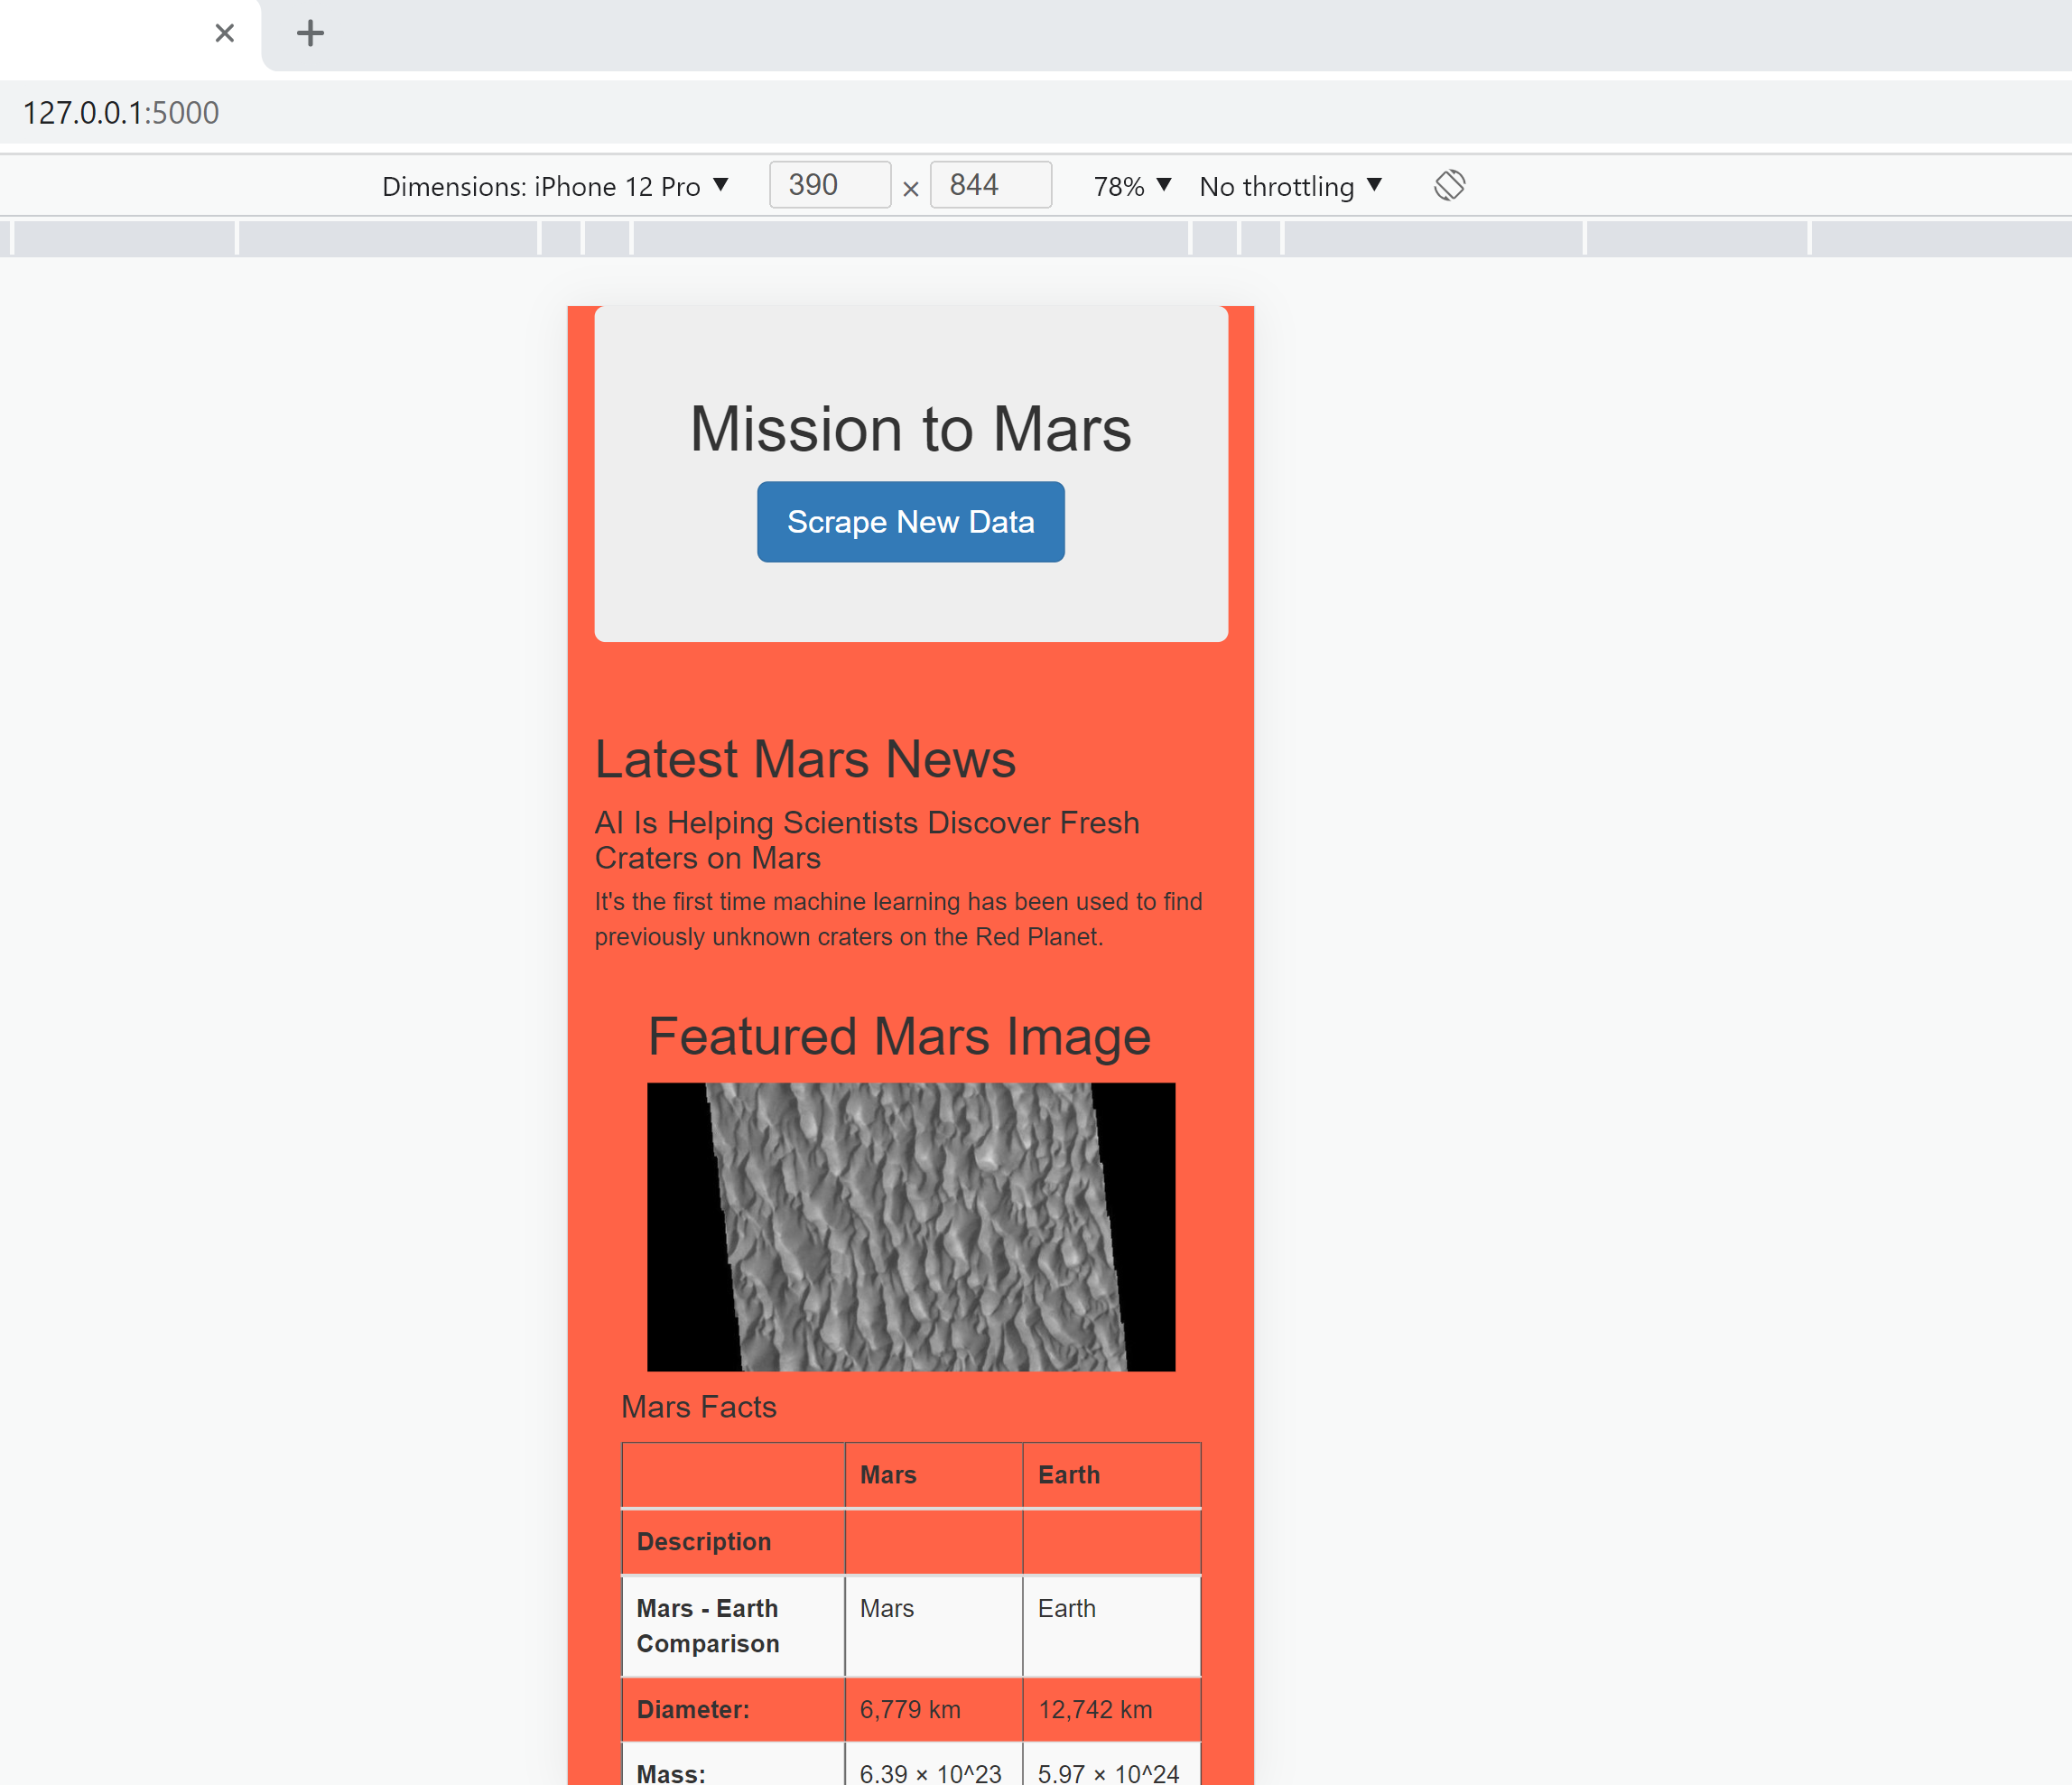 127.0.0.1:5000
Dimensions: iPhone 12 Pro ▼ 390 × 844 78% ▼ No throttling ▼
Mission to Mars
Scrape New Data
Latest Mars News
AI Is Helping Scientists Discover Fresh
Craters on Mars
It's the first time machine learning has been used to find
previously unknown craters on the Red Planet.
Featured Mars Image
Mars Facts
Mars Earth
Description
Mars - Earth Mars Earth
Comparison
Diameter: 6,779 km 12,742 km
Mass: 6.39 × 10^23 5.97 × 10^24